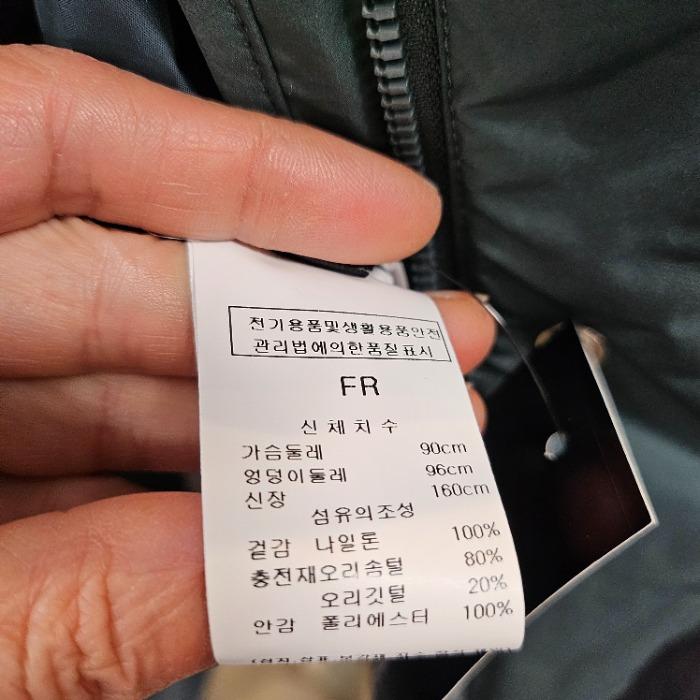 전기용품및생활용품안전
관리법에의한품질표시
FR
신 체 치 수
가슴둘레 90cm
엉덩이둘레 96cm
신장 160cm
섬유의조성
겉감 나일론 100%
충전재오리솜털 80%
오리깃털 20%
안감 폴리에스터 100%